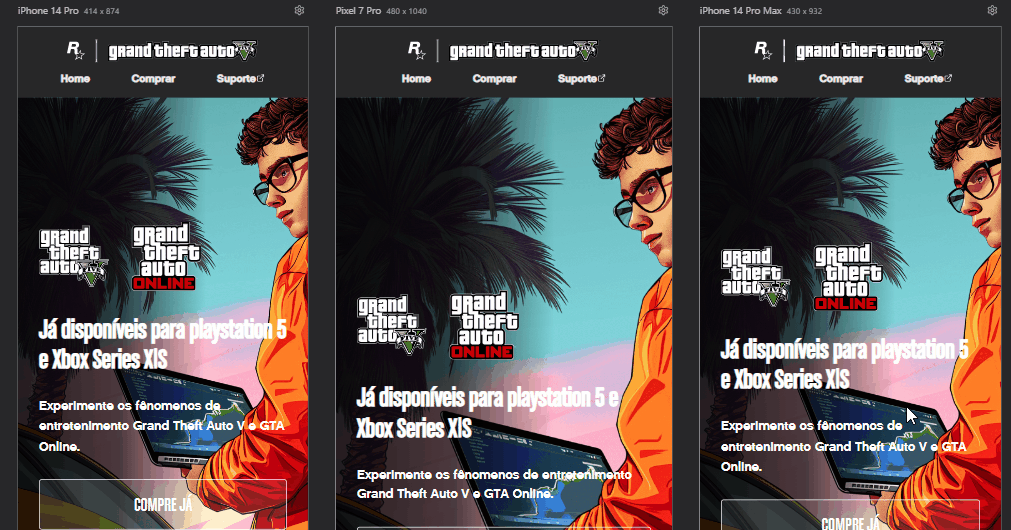 iPhone 14 Pro 414 x 874
R
grand theft auto V
Home Comprar Suporte
grand theft auto V
FIVE
grand theft auto ONLINE
Já disponíveis para playstation 5
e Xbox Series X|S
Experimente os fênomenos de
entretenimento Grand Theft Auto V e GTA
Online.
COMPRE JÁ
Pixel 7 Pro 480 x 1040
R
grand theft auto V
Home Comprar Suporte
grand theft auto V
FIVE
grand theft auto ONLINE
Já disponíveis para playstation 5 e
Xbox Series X|S
Experimente os fênomenos de entretenimento
Grand Theft Auto V e GTA Online.
iPhone 14 Pro Max 430 x 932
R
grand theft auto V
Home Comprar Suporte
grand theft auto V
FIVE
grand theft auto ONLINE
Já disponíveis para playstation 5
e Xbox Series X|S
Experimente os fênomenos de
entretenimento Grand Theft Auto V e GTA
Online.
COMPRE JÁ